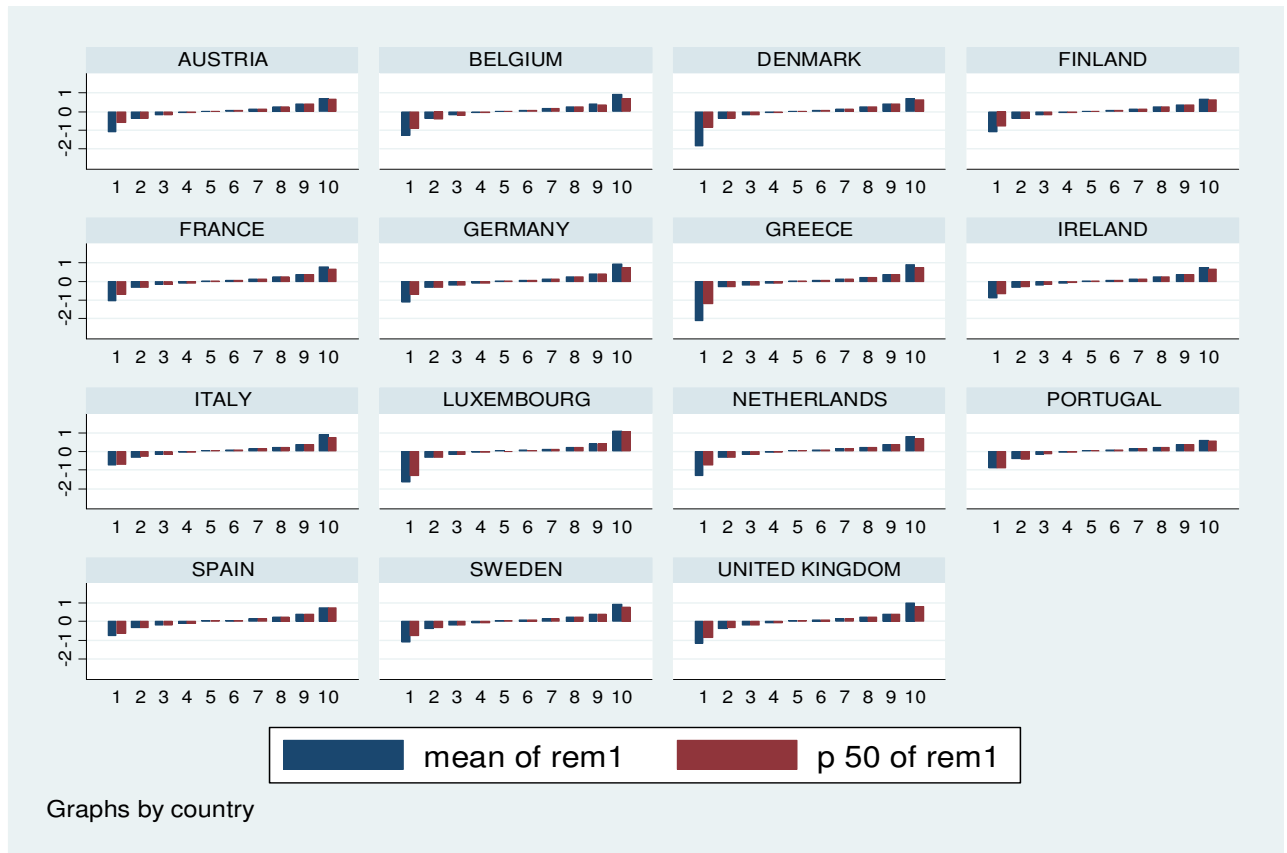 AUSTRIA BELGIUM DENMARK FINLAND
-2 -1 0 1
1 2 3 4 5 6 7 8 9 10 1 2 3 4 5 6 7 8 9 10 1 2 3 4 5 6 7 8 9 10 1 2 3 4 5 6 7 8 9 10
FRANCE GERMANY GREECE IRELAND
-2 -1 0 1
1 2 3 4 5 6 7 8 9 10 1 2 3 4 5 6 7 8 9 10 1 2 3 4 5 6 7 8 9 10 1 2 3 4 5 6 7 8 9 10
ITALY LUXEMBOURG NETHERLANDS PORTUGAL
-2 -1 0 1
1 2 3 4 5 6 7 8 9 10 1 2 3 4 5 6 7 8 9 10 1 2 3 4 5 6 7 8 9 10 1 2 3 4 5 6 7 8 9 10
SPAIN SWEDEN UNITED KINGDOM
-2 -1 0 1
1 2 3 4 5 6 7 8 9 10 1 2 3 4 5 6 7 8 9 10 1 2 3 4 5 6 7 8 9 10
mean of rem1 p 50 of rem1
Graphs by country